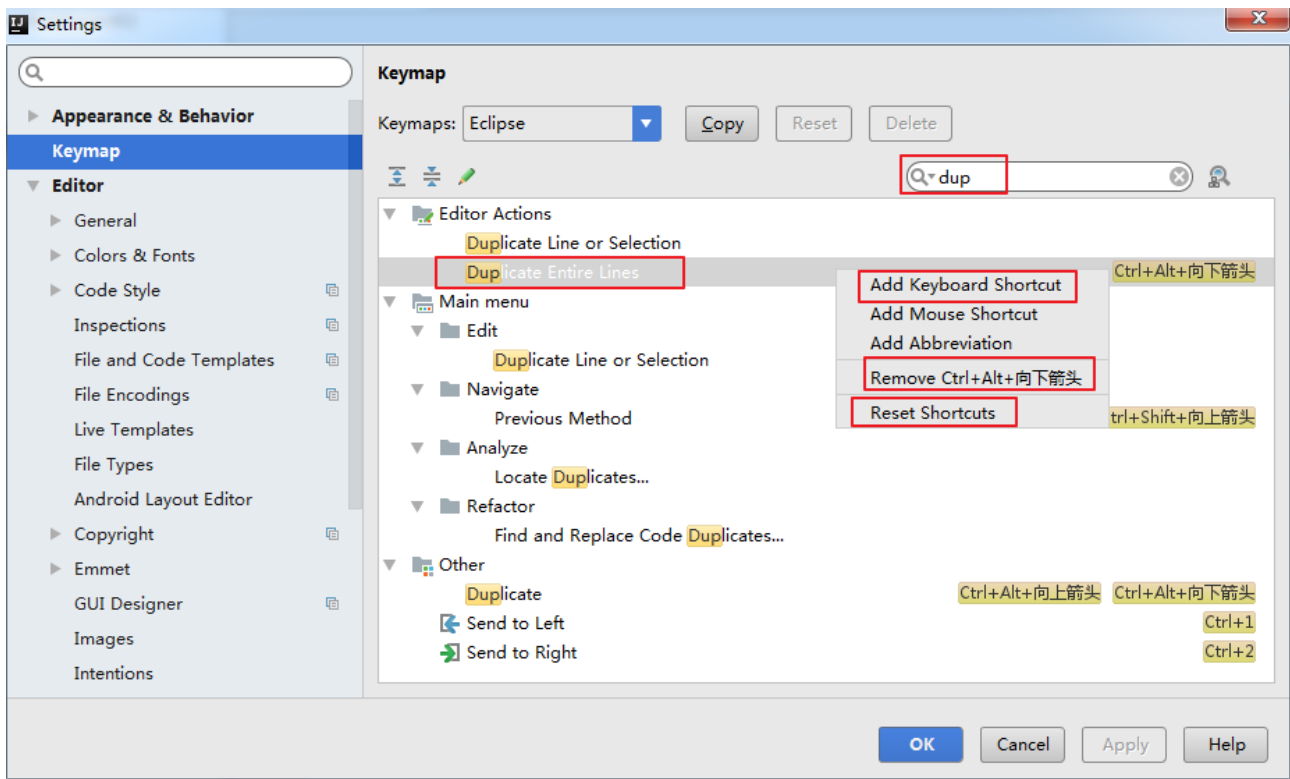 Settings
Keymap
Appearance & Behavior
Keymaps: Eclipse Copy Reset Delete
Keymap
Editor
dup
General
Editor Actions
Duplicate Line or Selection
Colors & Fonts
Duplicate Entire Lines Ctrl+Alt+向下箭头
Add Keyboard Shortcut
Code Style
Main menu
Add Mouse Shortcut
Inspections
Edit
Add Abbreviation
File and Code Templates
Duplicate Line or Selection
Remove Ctrl+Alt+向下箭头
File Encodings
Navigate
Reset Shortcuts
Previous Method trl+Shift+向上箭头
Live Templates
Analyze
File Types
Locate Duplicates...
Android Layout Editor
Refactor
Copyright
Find and Replace Code Duplicates...
Emmet
Other
GUI Designer
Duplicate Ctrl+Alt+向上箭头 Ctrl+Alt+向下箭头
Images
Send to Left Ctrl+1
Intentions
Send to Right Ctrl+2
OK Cancel Apply Help